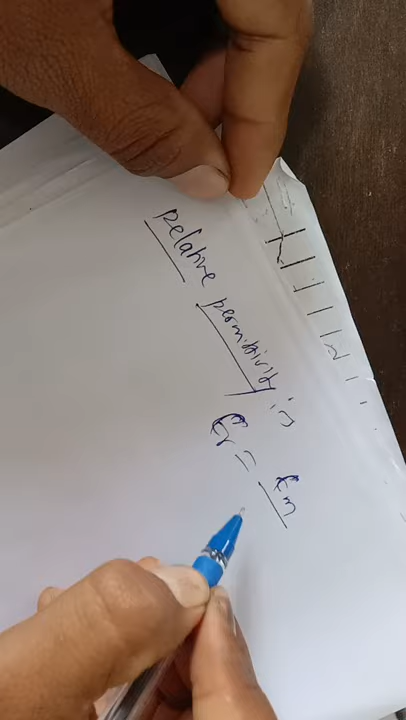 Relative permittivity is
εr = εm